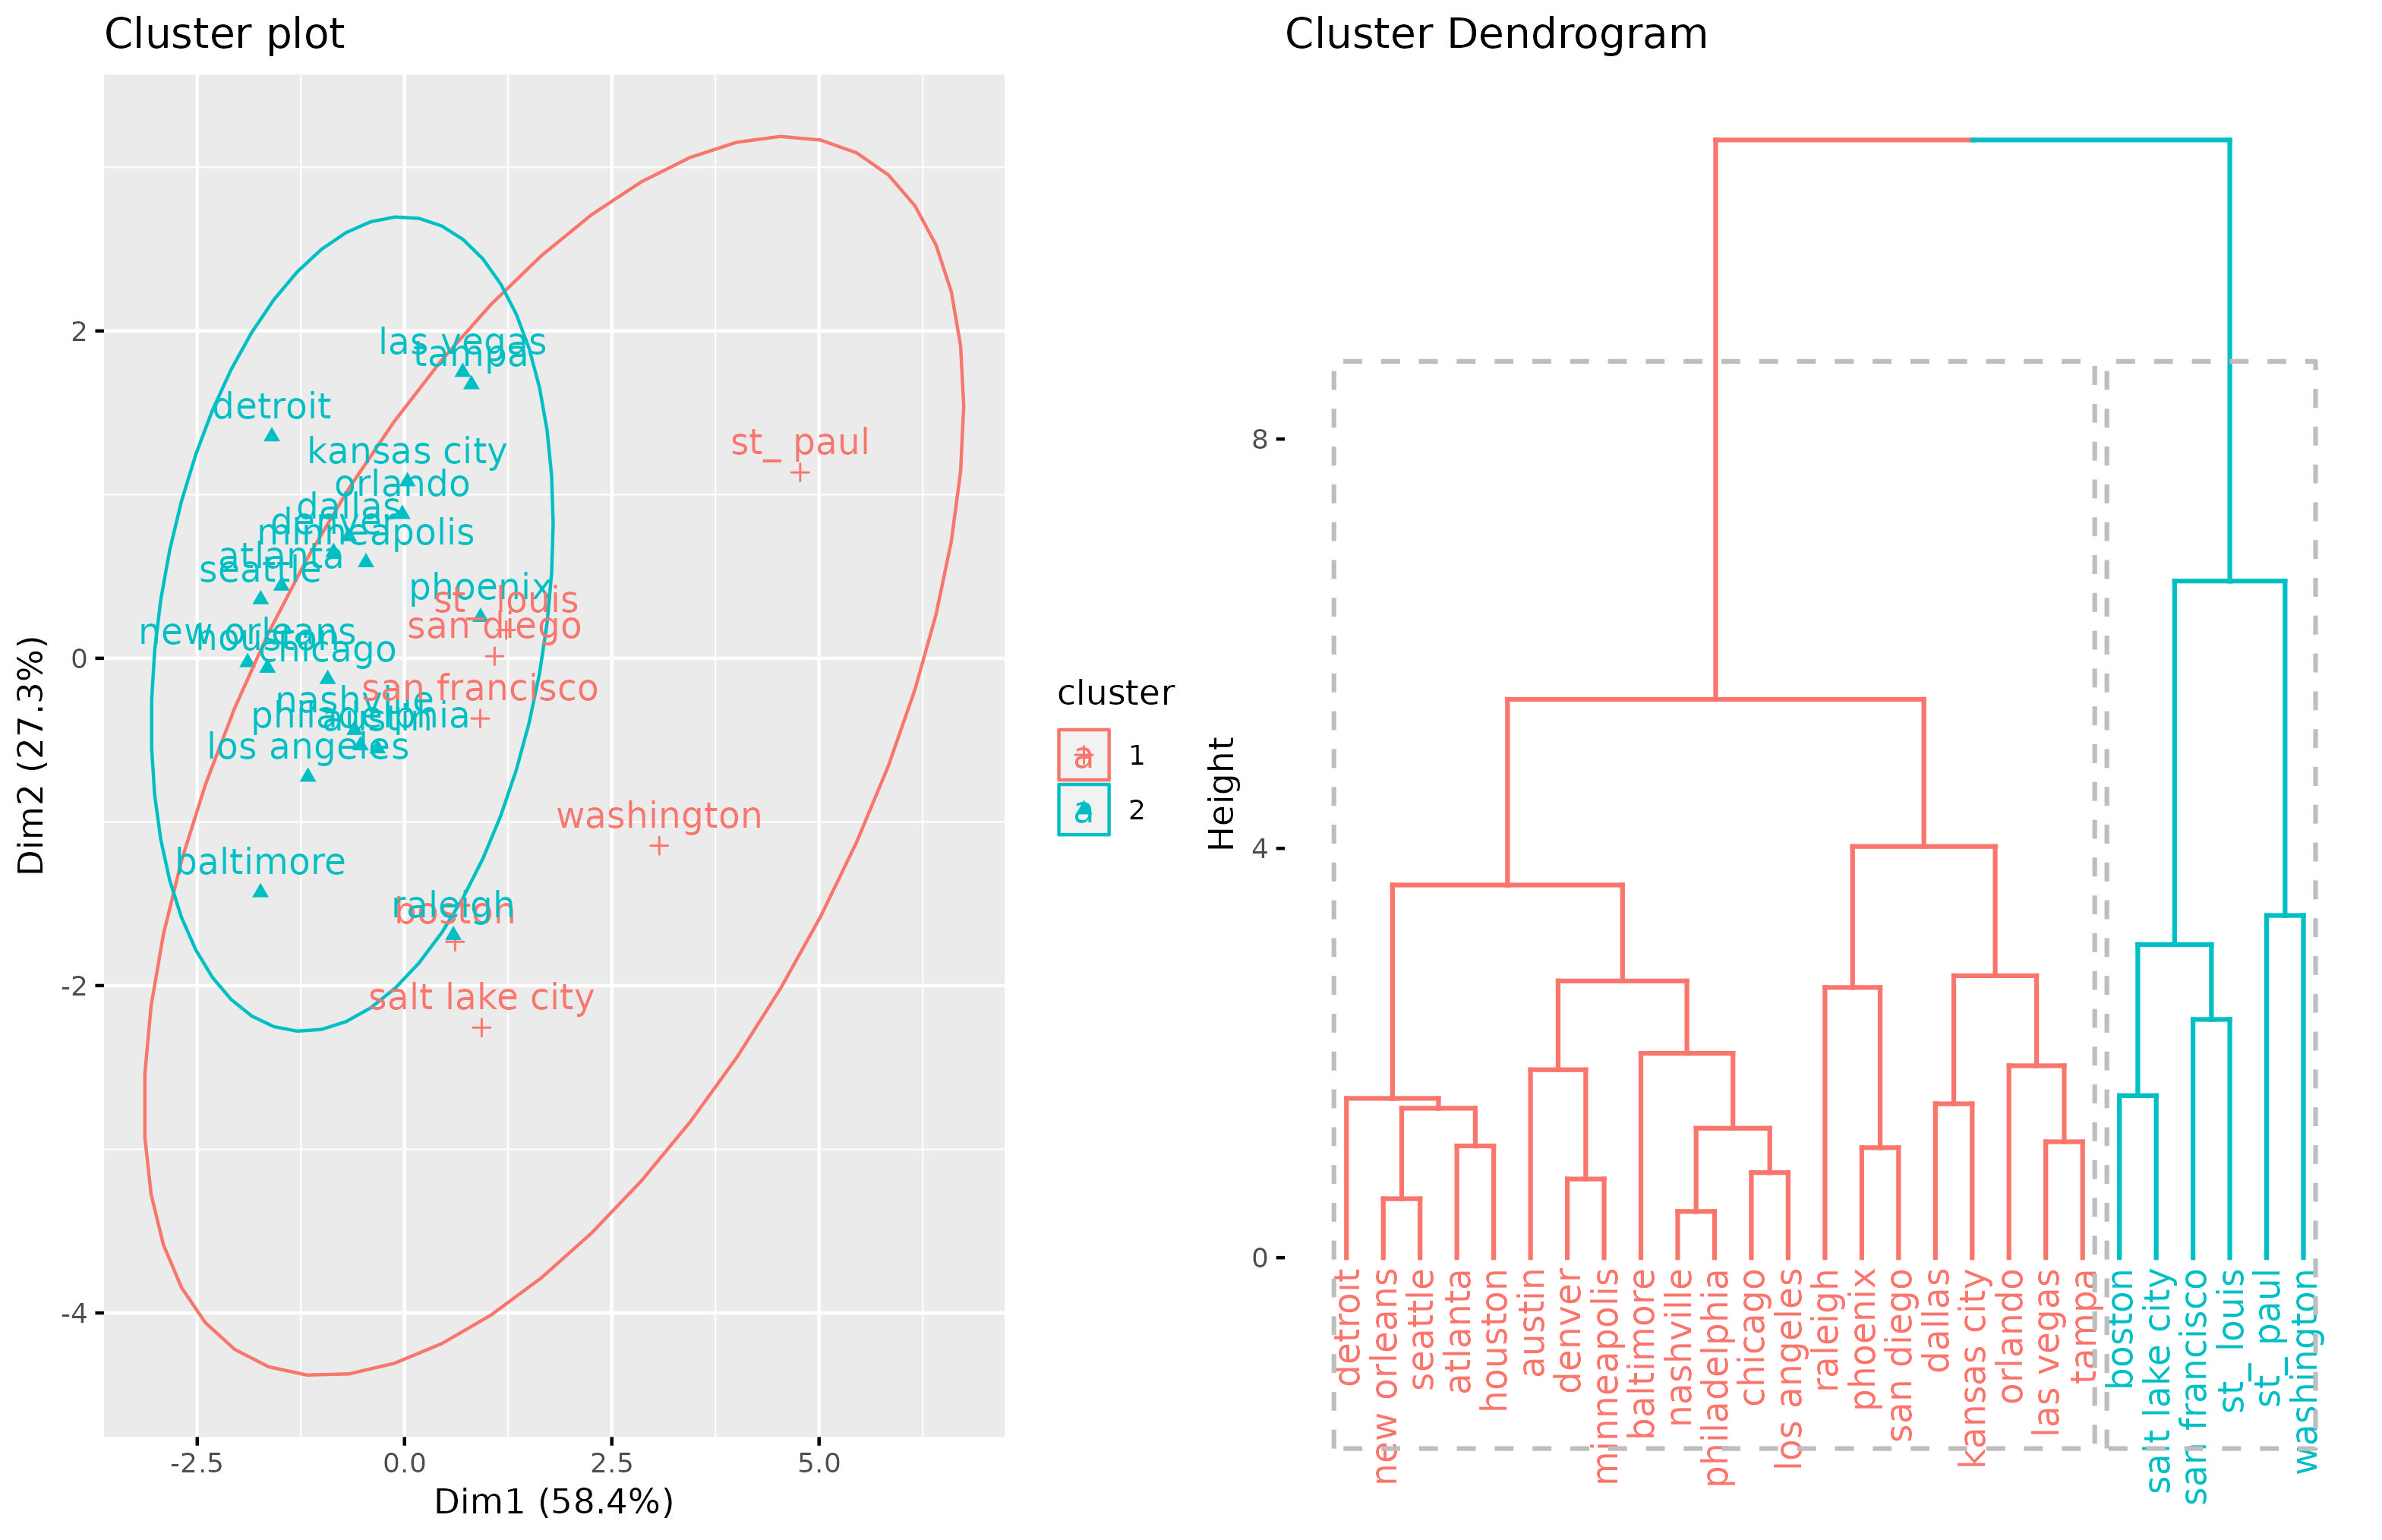 Cluster plot
las vegas
tampa
detroit
st_ paul
kansas city
orlando
dallas
denver
minneapolis
atlanta
seattle
phoenix
st_ louis
san diego
new orleans
houston
chicago
san francisco
nashville
philadelphia
austin
los angeles
washington
baltimore
raleigh
boston
salt lake city
2
0
-2
-4
-2.5
0.0
2.5
5.0
Dim1 (58.4%)
Dim2 (27.3%)
cluster
a 1
a 2
Cluster Dendrogram
Height
8
4
0
detroit
new orleans
seattle
atlanta
houston
austin
denver
minneapolis
baltimore
nashville
philadelphia
chicago
los angeles
raleigh
phoenix
san diego
dallas
kansas city
orlando
las vegas
tampa
boston
salt lake city
san francisco
st_ louis
st_ paul
washington